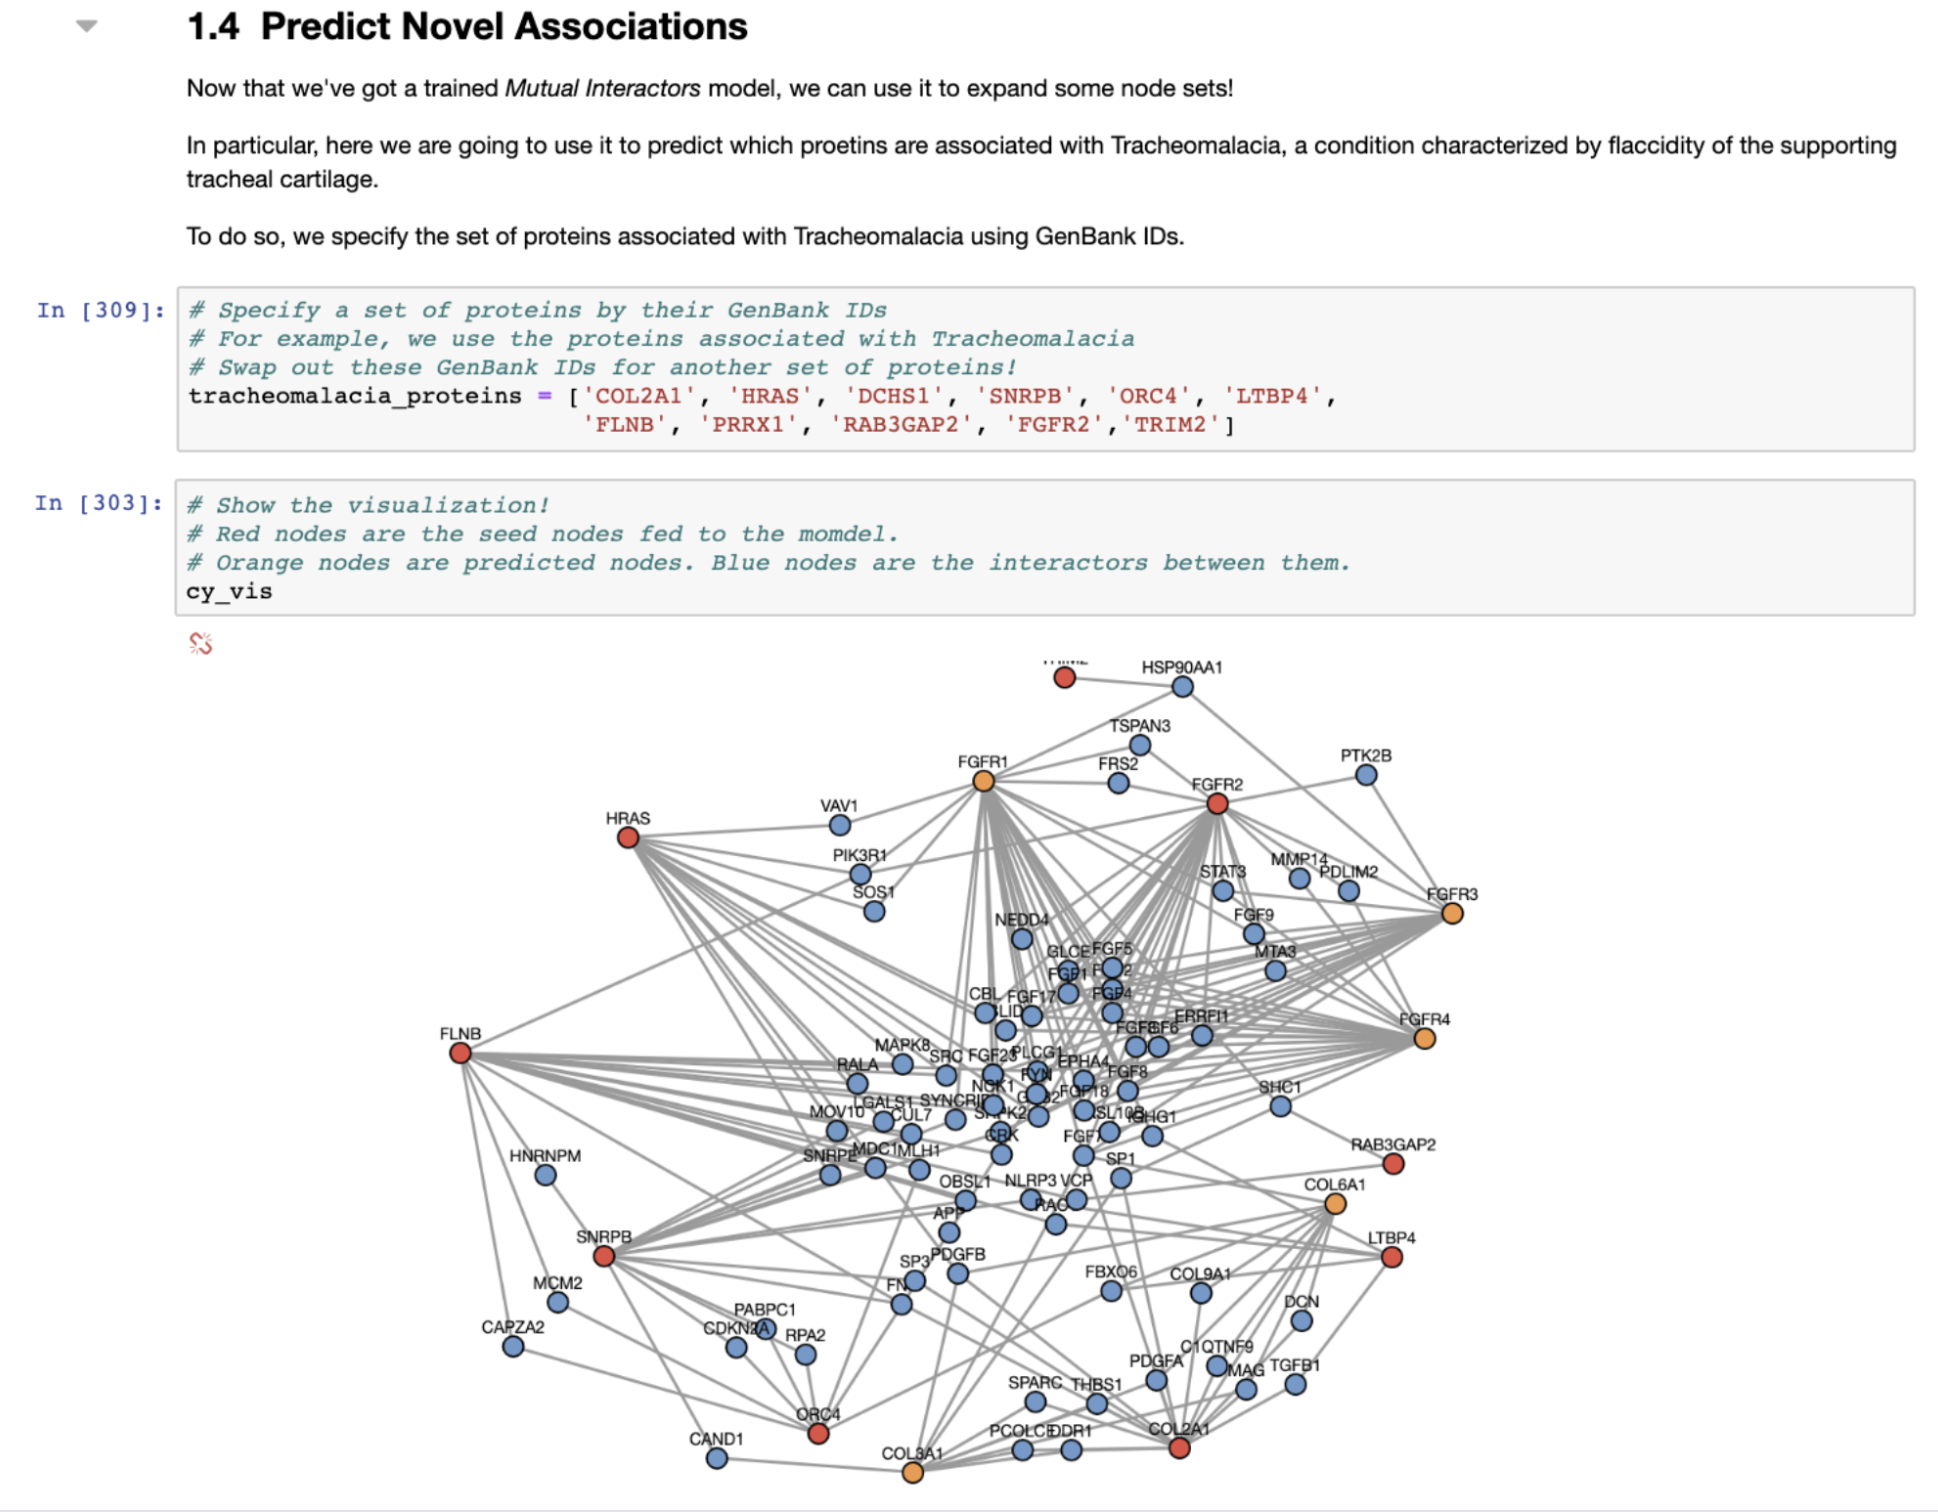 1.4 Predict Novel Associations
Now that we've got a trained Mutual Interactors model, we can use it to expand some node sets!
In particular, here we are going to use it to predict which proetins are associated with Tracheomalacia, a condition characterized by flaccidity of the supporting
tracheal cartilage.
To do so, we specify the set of proteins associated with Tracheomalacia using GenBank IDs.
In [309]:
# Specify a set of proteins by their GenBank IDs
# For example, we use the proteins associated with Tracheomalacia
# Swap out these GenBank IDs for another set of proteins!
tracheomalacia_proteins = ['COL2A1', 'HRAS', 'DCHS1', 'SNRPB', 'ORC4', 'LTBP4',
'FLNB', 'PRRX1', 'RAB3GAP2', 'FGFR2','TRIM2']
In [303]:
# Show the visualization!
# Red nodes are the seed nodes fed to the momdel.
# Orange nodes are predicted nodes. Blue nodes are the interactors between them.
cy_vis
HSP90AA1
TSPAN3
PTK2B
FGFR1
FRS2
FGFR2
VAV1
HRAS
PIK3R1
MMP14
STAT3
PDLIM2
SOS1
FGFR3
FGF9
NEDD4
GLCE
FGF5
MTA3
FGF1
CBL
FGF17
FGF4
ERRFI1
FGFR4
FLNB
MAPK8
SRC
FGF23
PLCG1
EPHA4
RALA
FGF8
NCK1
FYN
SHC1
FGF18
LGALS1
MOV10
CUL7
IGHG1
CRK
FGF7
RAB3GAP2
HNRNPM
MDC1
MLH1
SP1
OBSL1
NLRP3
VCP
COL6A1
APP
SNRPB
LTBP4
SP3
PDGFB
FBXO6
COL9A1
MCM2
DCN
PABPC1
CAPZA2
CDKN2A
RPA2
C1QTNF9
PDGFA
MAG
TGFB1
SPARC
THBS1
ORC4
PCOLCE
DDR1
COL2A1
CAND1
COL3A1